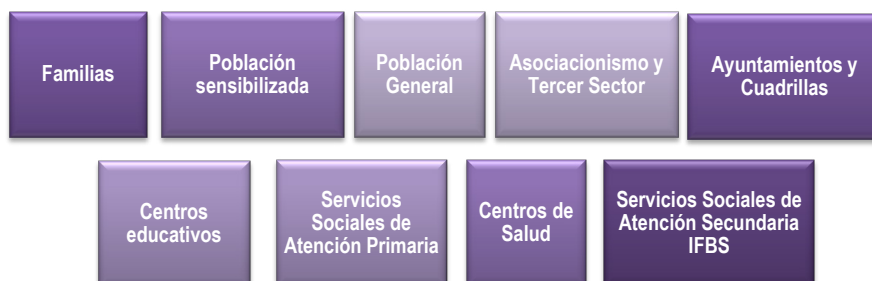 Familias
Población
sensibilizada
Población
General
Asociacionismo y
Tercer Sector
Ayuntamientos y
Cuadrillas
Centros
educativos
Servicios
Sociales de
Atención Primaria
Centros de
Salud
Servicios Sociales de
Atención Secundaria
IFBS